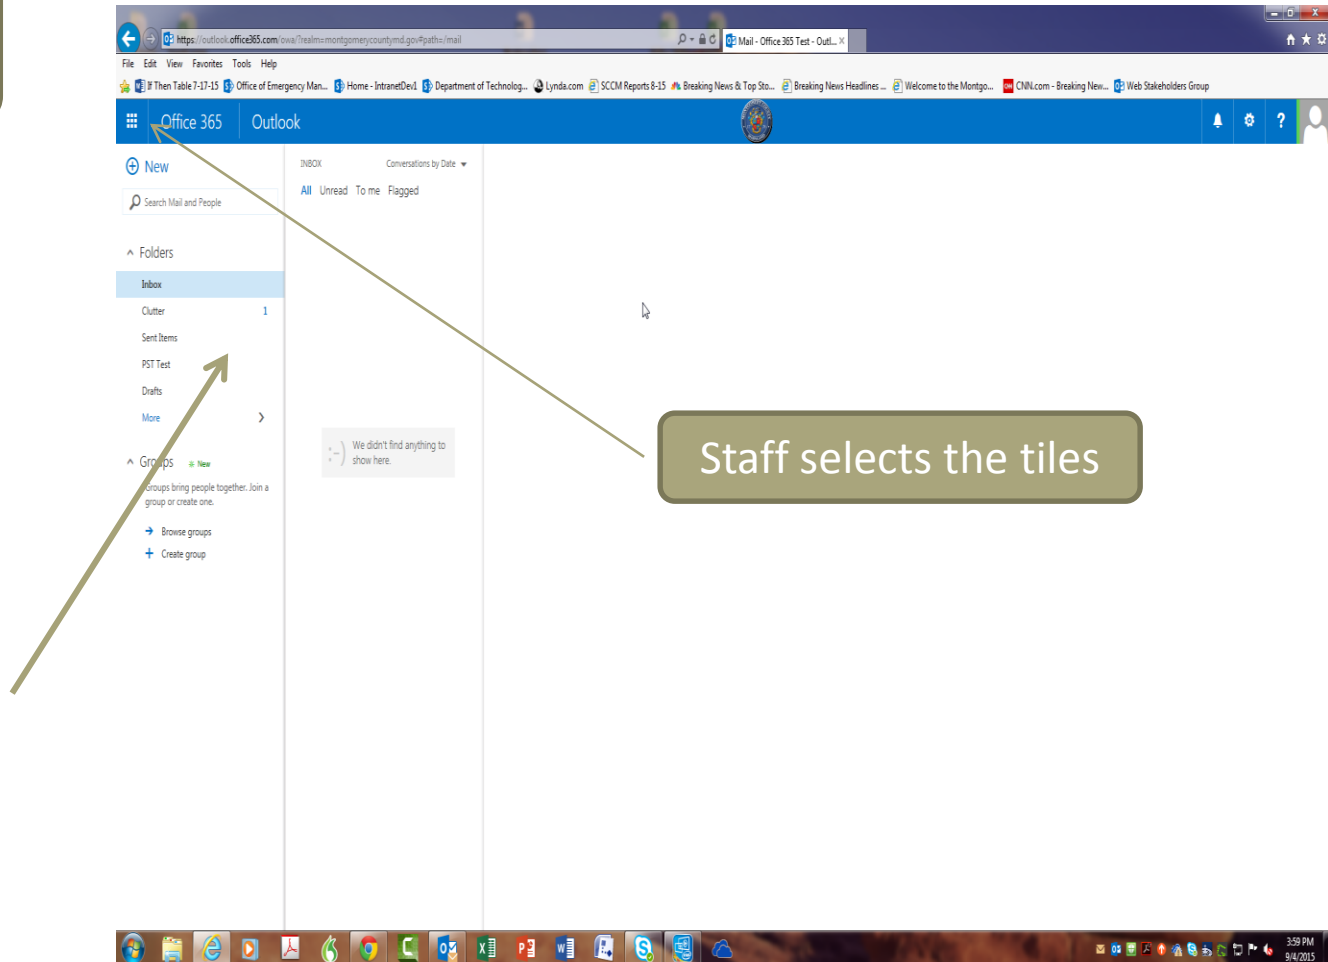 https://outlook.office365.com/owa/?realm=montgomerycountymd.gov#path=/mail
Mail - Office 365 Test - Outl...
File Edit View Favorites Tools Help
If Then Table 7-17-15 Office of Emergency Man... Home - IntranetDev1 Department of Technolog... Lynda.com SCCM Reports 8-15 Breaking News & Top Sto... Breaking News Headlines ... Welcome to the Montgo... CNN.com - Breaking New... Web Stakeholders Group
Office 365 Outlook
New
Search Mail and People
INBOX Conversations by Date
All Unread To me Flagged
Folders
Inbox
Clutter 1
Sent Items
PST Test
Drafts
More
Groups New
Groups bring people together. Join a
group or create one.
Browse groups
Create group
We didn't find anything to
show here.
Staff selects the tiles
3:59 PM
9/4/2015